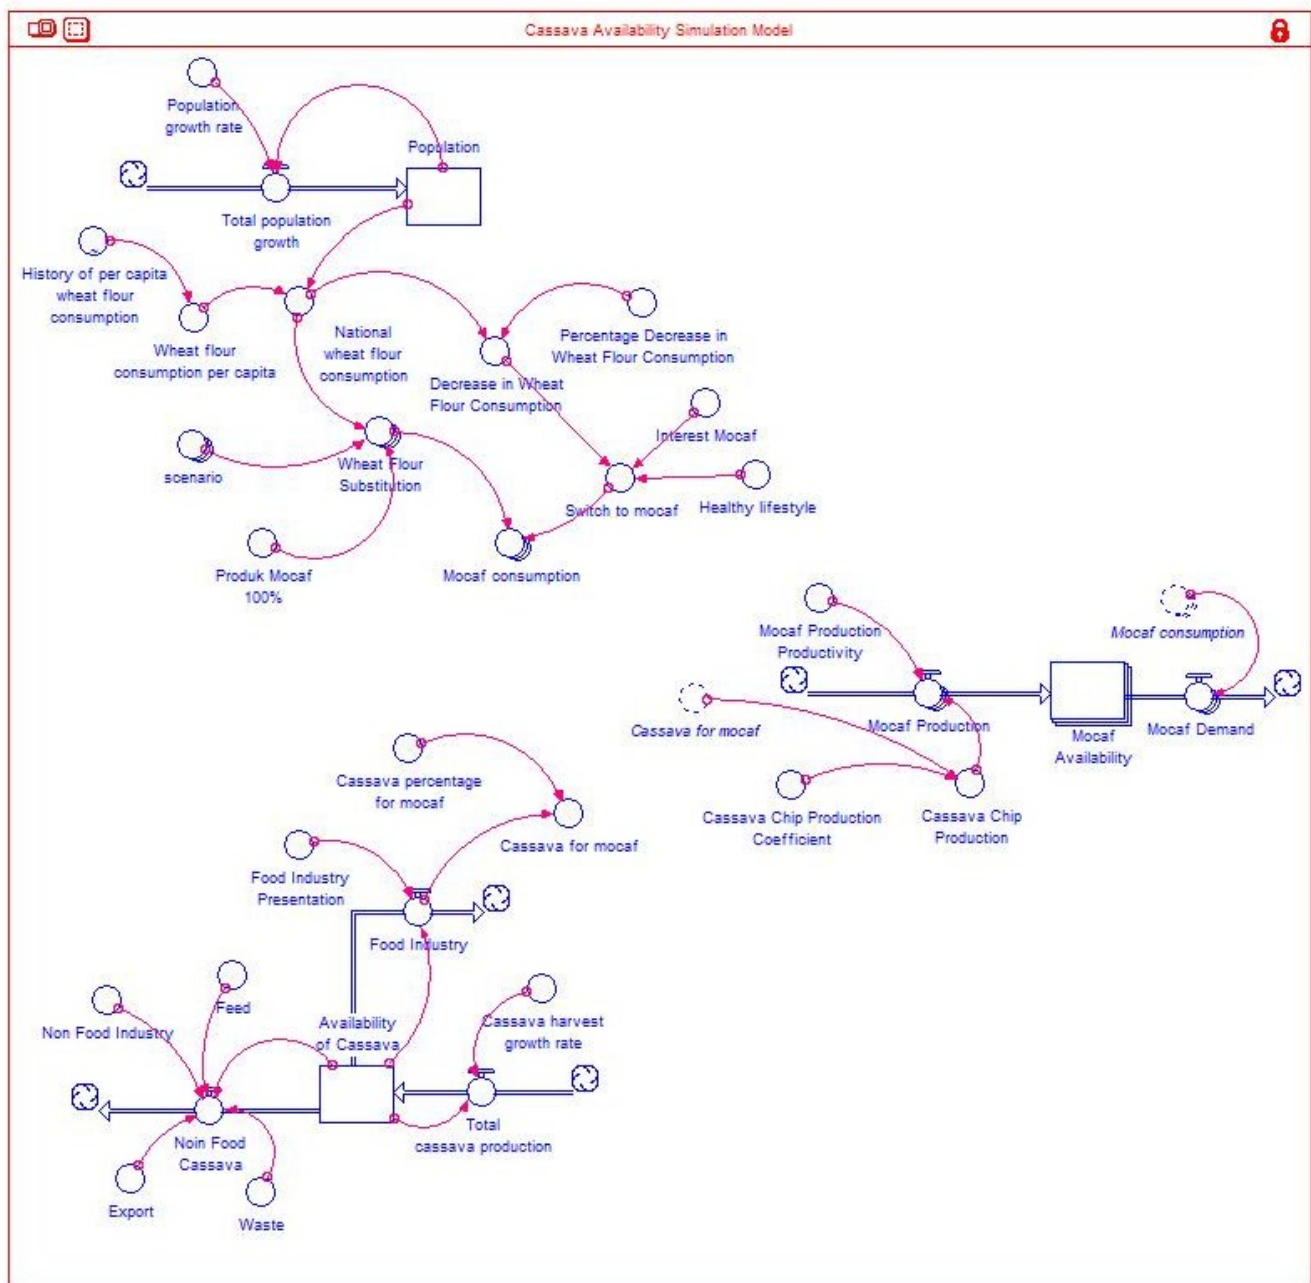 Cassava Availability Simulation Model
Population
growth rate
Population
Total population
growth
History of per capita
wheat flour
consumption
Wheat flour
consumption per capita
National
wheat flour
consumption
Percentage Decrease in
Wheat Flour Consumption
Decrease in Wheat
Flour Consumption
Interest Mocaf
scenario
Wheat Flour
Substitution
Switch to mocaf
Healthy lifestyle
Produk Mocaf
100%
Mocaf consumption
Mocaf Production
Productivity
Mocaf consumption
Cassava for mocaf
Mocaf Production
Mocaf
Availability
Mocaf Demand
Cassava percentage
for mocaf
Cassava Chip Production
Coefficient
Cassava Chip
Production
Cassava for mocaf
Food Industry
Presentation
Food Industry
Non Food Industry
Feed
Availability
of Cassava
Cassava harvest
growth rate
Noin Food
Cassava
Total
cassava production
Export
Waste